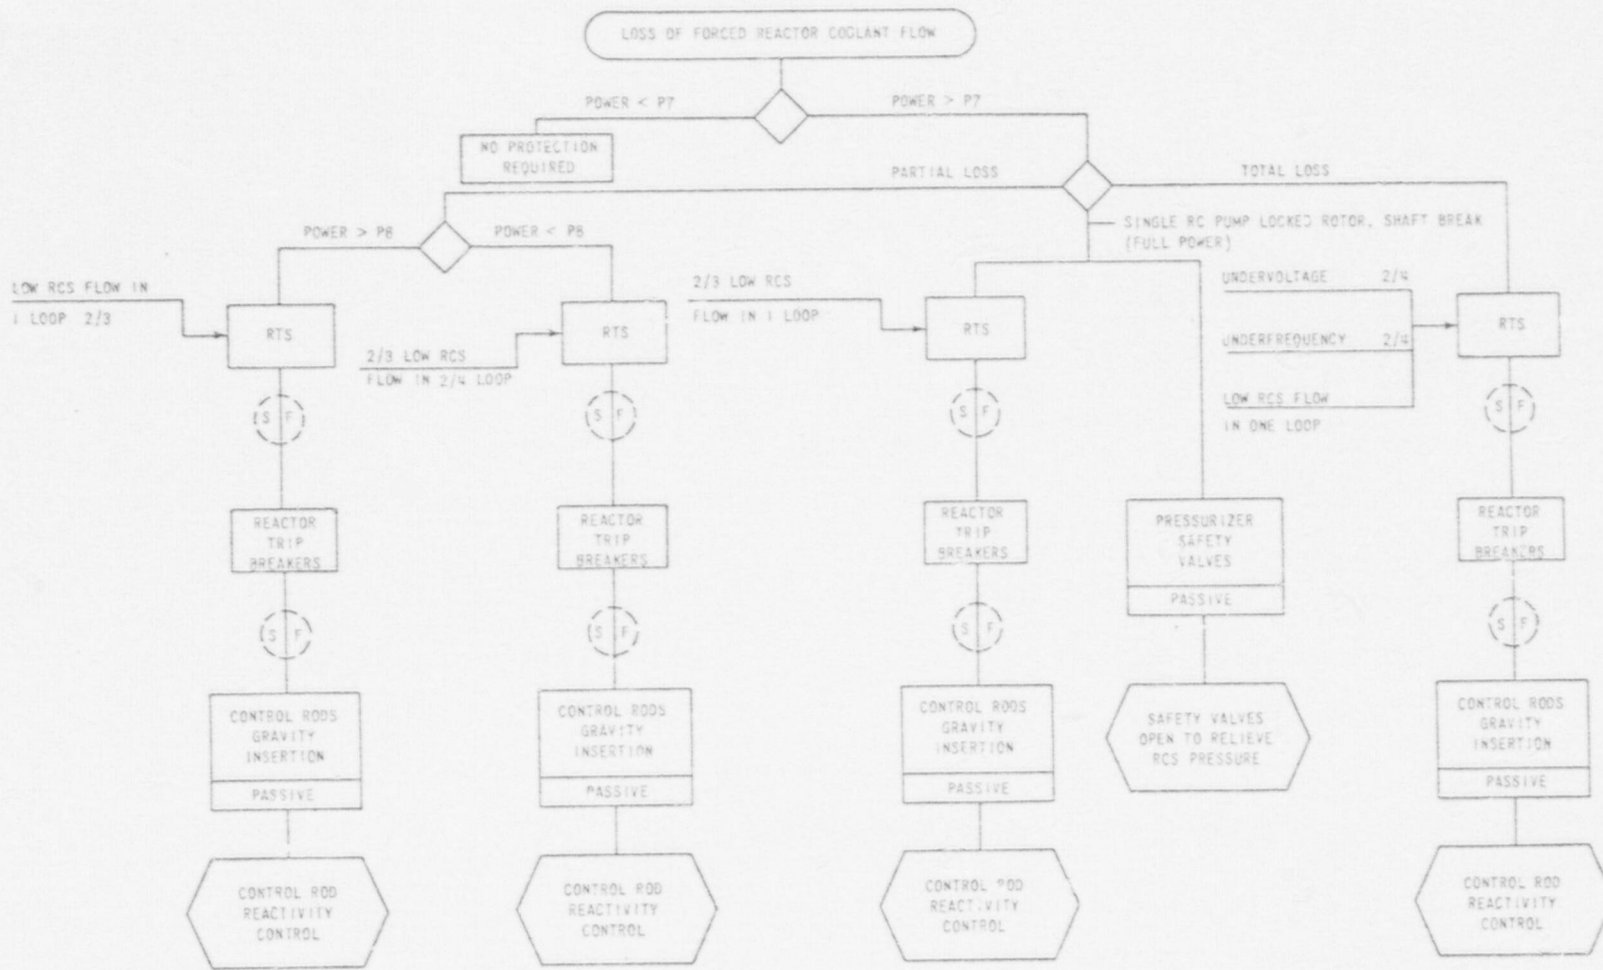 LOSS OF FORCED REACTOR COOLANT FLOW
POWER < P7
POWER > P7
NO PROTECTION
REQUIRED
PARTIAL LOSS
TOTAL LOSS
SINGLE RC PUMP LOCKED ROTOR, SHAFT BREAK
(FULL POWER)
POWER > P8
POWER < P8
LOW RCS FLOW IN
1 LOOP 2/3
RTS
2/3 LOW RCS
FLOW IN 2/4 LOOP
RTS
2/3 LOW RCS
FLOW IN 1 LOOP
RTS
UNDERVOLTAGE 2/4
UNDERFREQUENCY 2/4
LOW RCS FLOW
IN ONE LOOP
RTS
S F
S F
S F
S F
REACTOR
TRIP
BREAKERS
REACTOR
TRIP
BREAKERS
REACTOR
TRIP
BREAKERS
PRESSURIZER
SAFETY
VALVES
PASSIVE
REACTOR
TRIP
BREAKERS
S F
S F
S F
S F
CONTROL RODS
GRAVITY
INSERTION
PASSIVE
CONTROL RODS
GRAVITY
INSERTION
PASSIVE
CONTROL RODS
GRAVITY
INSERTION
PASSIVE
SAFETY VALVES
OPEN TO RELIEVE
RCS PRESSURE
CONTROL RODS
GRAVITY
INSERTION
PASSIVE
CONTROL ROD
REACTIVITY
CONTROL
CONTROL ROD
REACTIVITY
CONTROL
CONTROL ROD
REACTIVITY
CONTROL
CONTROL ROD
REACTIVITY
CONTROL